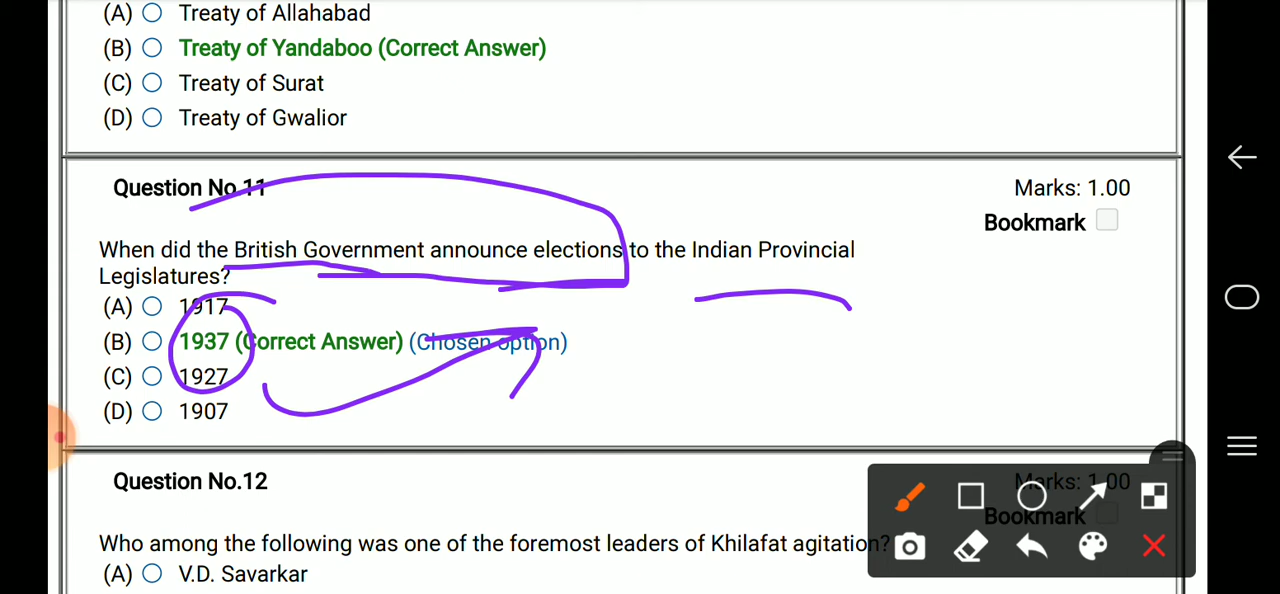 (A) Treaty of Allahabad
(B) Treaty of Yandaboo (Correct Answer)
(C) Treaty of Surat
(D) Treaty of Gwalior
Question No.11 Marks: 1.00
Bookmark
When did the British Government announce elections to the Indian Provincial
Legislatures?
(A) 1917
(B) 1937 (Correct Answer) (Chosen option)
(C) 1927
(D) 1907
Question No.12 Marks: 1.00
Bookmark
Who among the following was one of the foremost leaders of Khilafat agitation?
(A) V.D. Savarkar